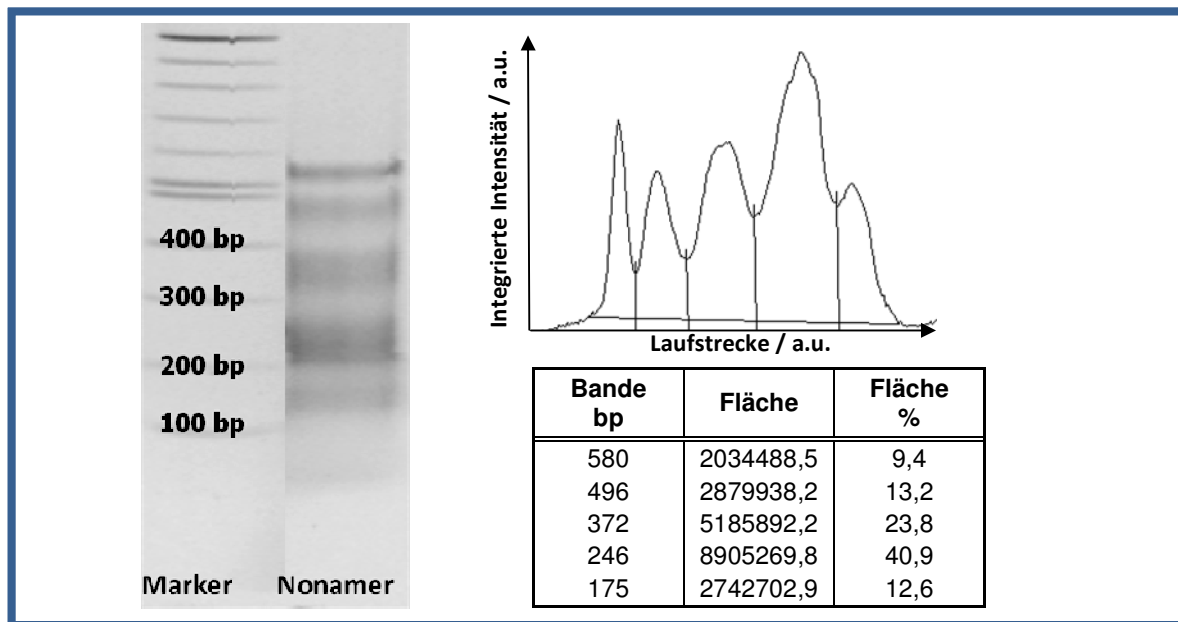 400 bp
300 bp
200 bp
100 bp
Marker Nonamer
Integrierte Intensität / a.u.
Laufstrecke / a.u.
Bande bp Fläche Fläche %
580 2034488,5 9,4
496 2879938,2 13,2
372 5185892,2 23,8
246 8905269,8 40,9
175 2742702,9 12,6